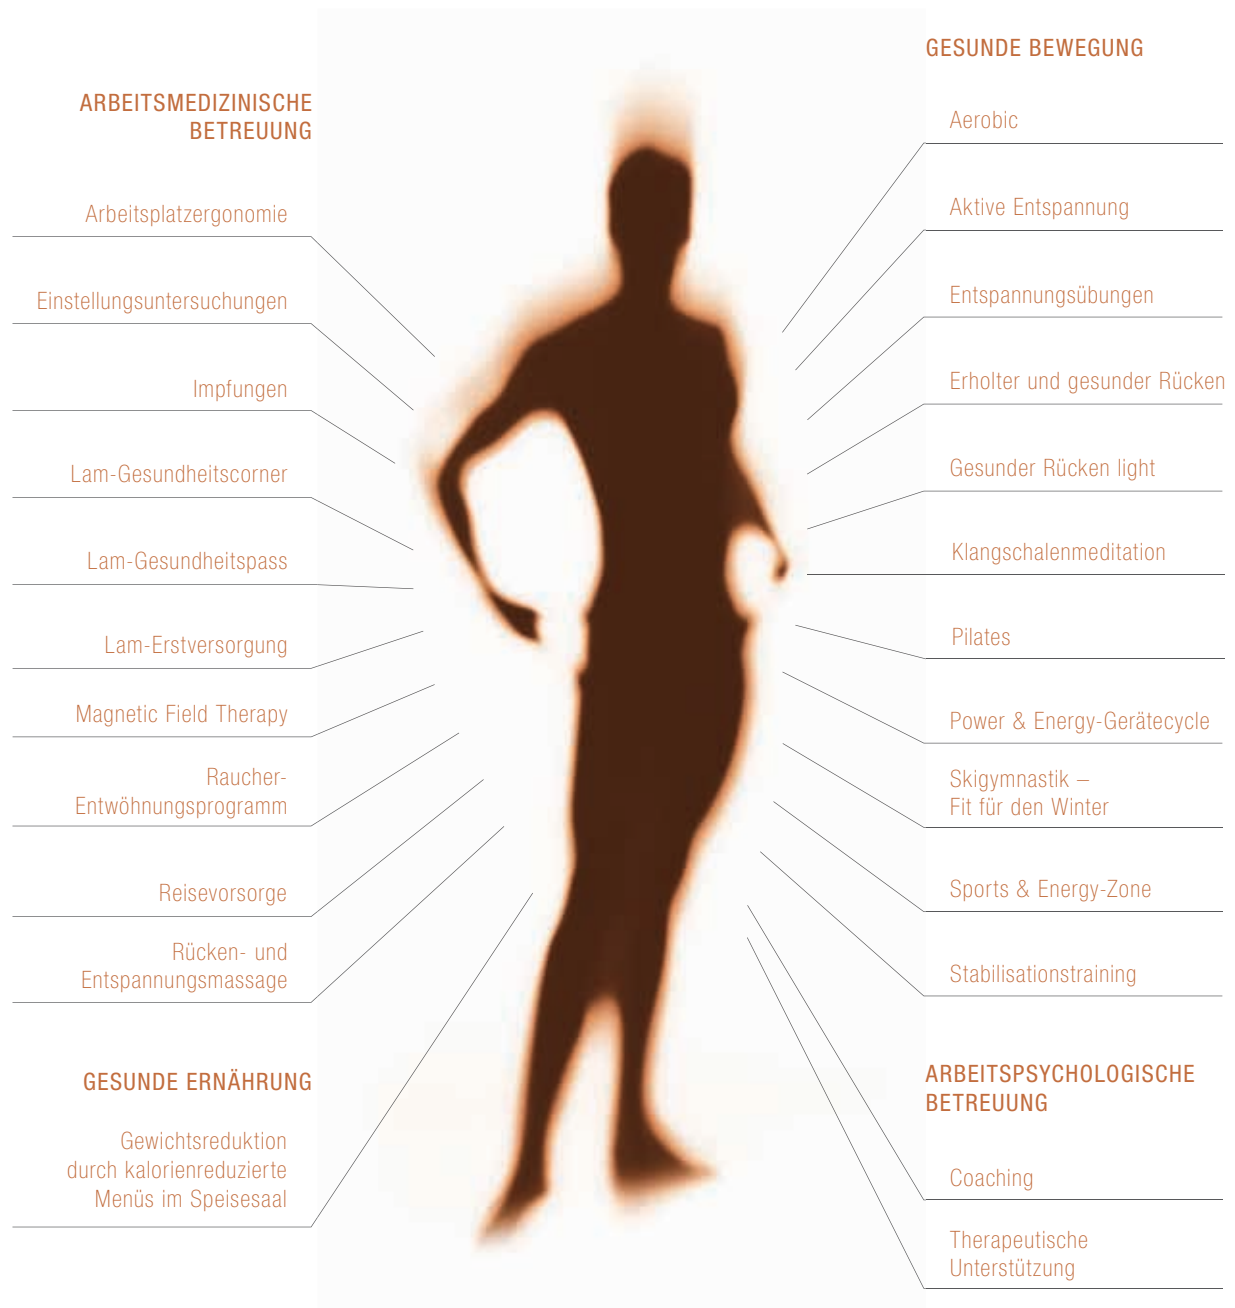 ARBEITSMEDIZINISCHE
BETREUUNG
Arbeitsplatzergonomie
Einstellungsuntersuchungen
Impfungen
Lam-Gesundheitscorner
Lam-Gesundheitspass
Lam-Erstversorgung
Magnetic Field Therapy
Raucher-
Entwöhnungsprogramm
Reisevorsorge
Rücken- und
Entspannungsmassage
GESUNDE ERNÄHRUNG
Gewichtsreduktion
durch kalorienreduzierte
Menüs im Speisesaal
GESUNDE BEWEGUNG
Aerobic
Aktive Entspannung
Entspannungsübungen
Erholter und gesunder Rücken
Gesunder Rücken light
Klangschalenmeditation
Pilates
Power & Energy-Gerätecycle
Skigymnastik –
Fit für den Winter
Sports & Energy-Zone
Stabilisationstraining
ARBEITSPSYCHOLOGISCHE
BETREUUNG
Coaching
Therapeutische
Unterstützung